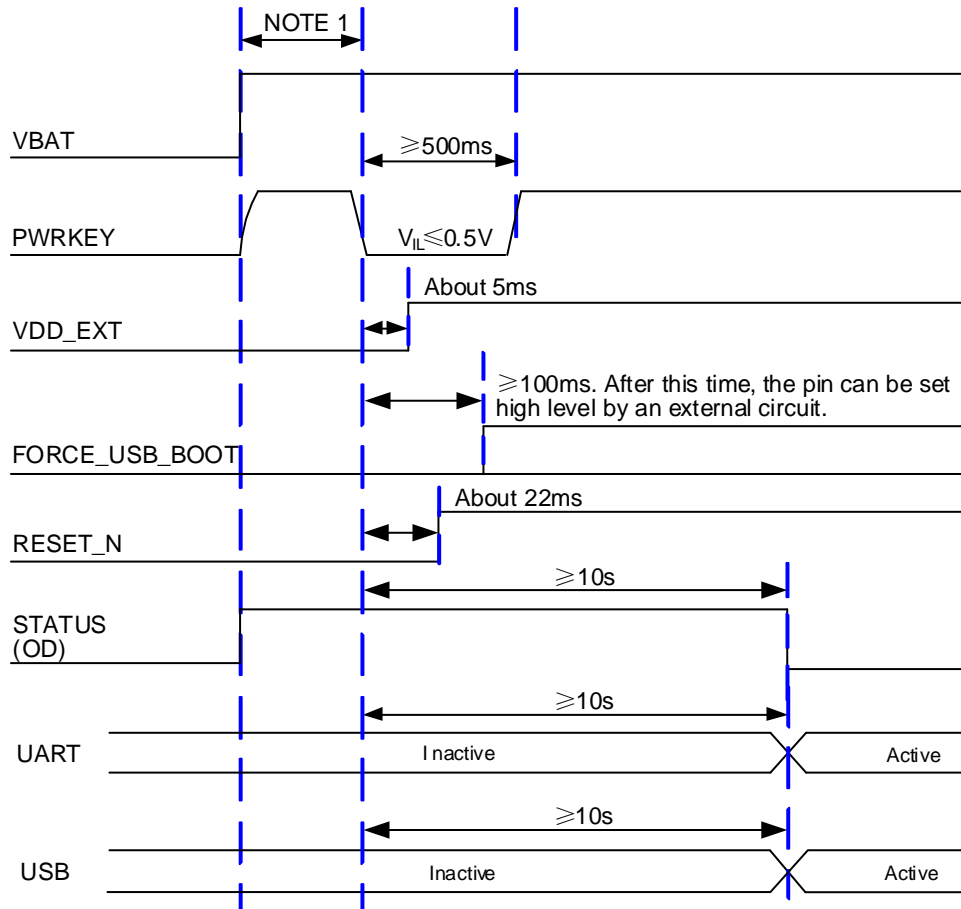 NOTE 1
VBAT
≥500ms
PWRKEY
VIL≤0.5V
About 5ms
VDD_EXT
≥100ms. After this time, the pin can be set
high level by an external circuit.
FORCE_USB_BOOT
About 22ms
RESET_N
≥10s
STATUS
(OD)
≥10s
UART
Inactive
Active
≥10s
USB
Inactive
Active